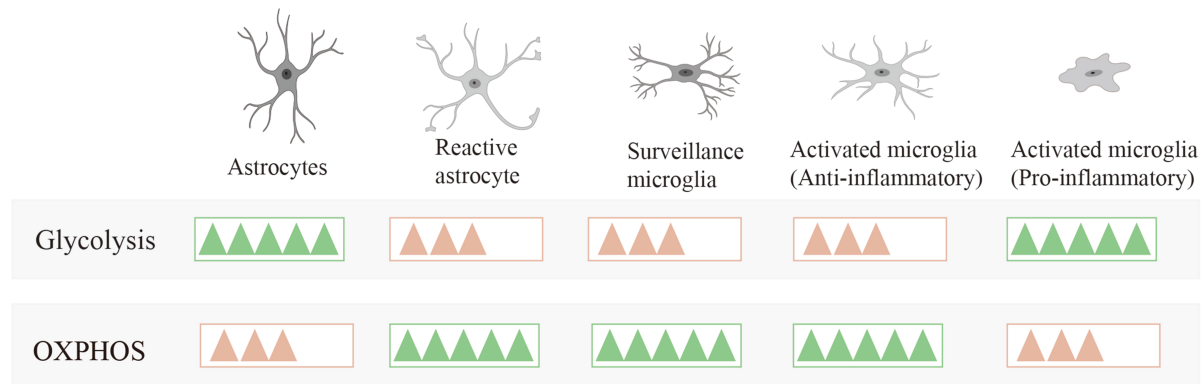 Astrocytes
Reactive
astrocyte
Surveillance
microglia
Activated microglia
(Anti-inflammatory)
Activated microglia
(Pro-inflammatory)
Glycolysis
OXPHOS